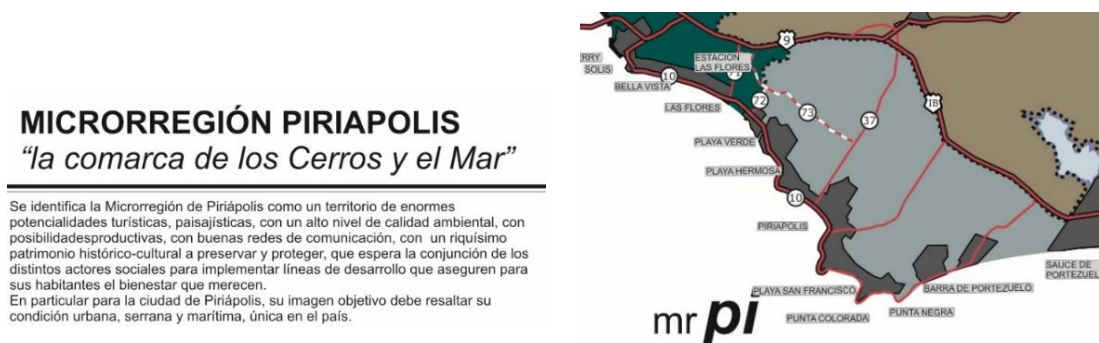 MICRORREGIÓN PIRIAPOLIS
“la comarca de los Cerros y el Mar”
Se identifica la Microrregión de Piriápolis como un territorio de enormes
potencialidades turísticas, paisajísticas, con un alto nivel de calidad ambiental, con
posibilidadesproductivas, con buenas redes de comunicación, con un riquísimo
patrimonio histórico-cultural a preservar y proteger, que espera la conjunción de los
distintos actores sociales para implementar líneas de desarrollo que aseguren para
sus habitantes el bienestar que merecen.
En particular para la ciudad de Piriápolis, su imagen objetivo debe resaltar su
condición urbana, serrana y marítima, única en el país.
9
ESTACION
LAS FLORES
ERRY
SOLIS
71
10
BELLA VISTA
72
IB
LAS FLORES
73
37
PLAYA VERDE
PLAYA HERMOSA
10
PIRIAPOLIS
SAUCE DE
PORTEZUEL
PLAYA SAN FRANCISCO
BARRA DE PORTEZUELO
PUNTA NEGRA
PUNTA COLORADA
mr pi